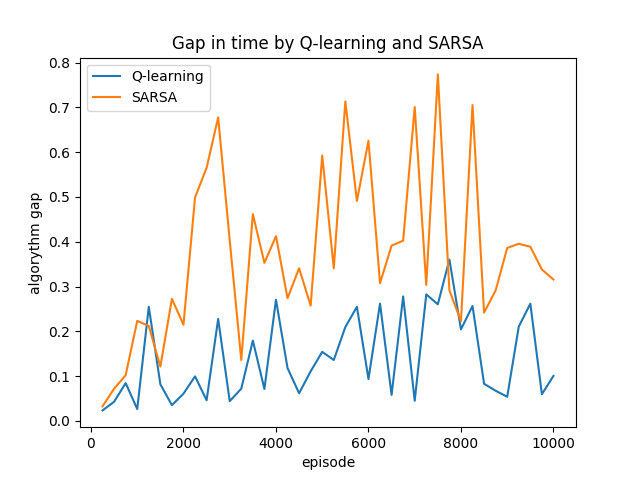 Gap in time by Q-learning and SARSA
Q-learning
SARSA
algorythm gap
0.8
0.7
0.6
0.5
0.4
0.3
0.2
0.1
0.0
0 2000 4000 6000 8000 10000
episode